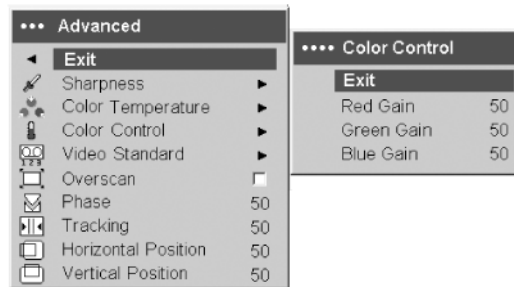 Advanced
Exit
Sharpness
Color Temperature
Color Control
Video Standard
Overscan
Phase 50
Tracking 50
Horizontal Position 50
Vertical Position 50
Color Control
Exit
Red Gain 50
Green Gain 50
Blue Gain 50